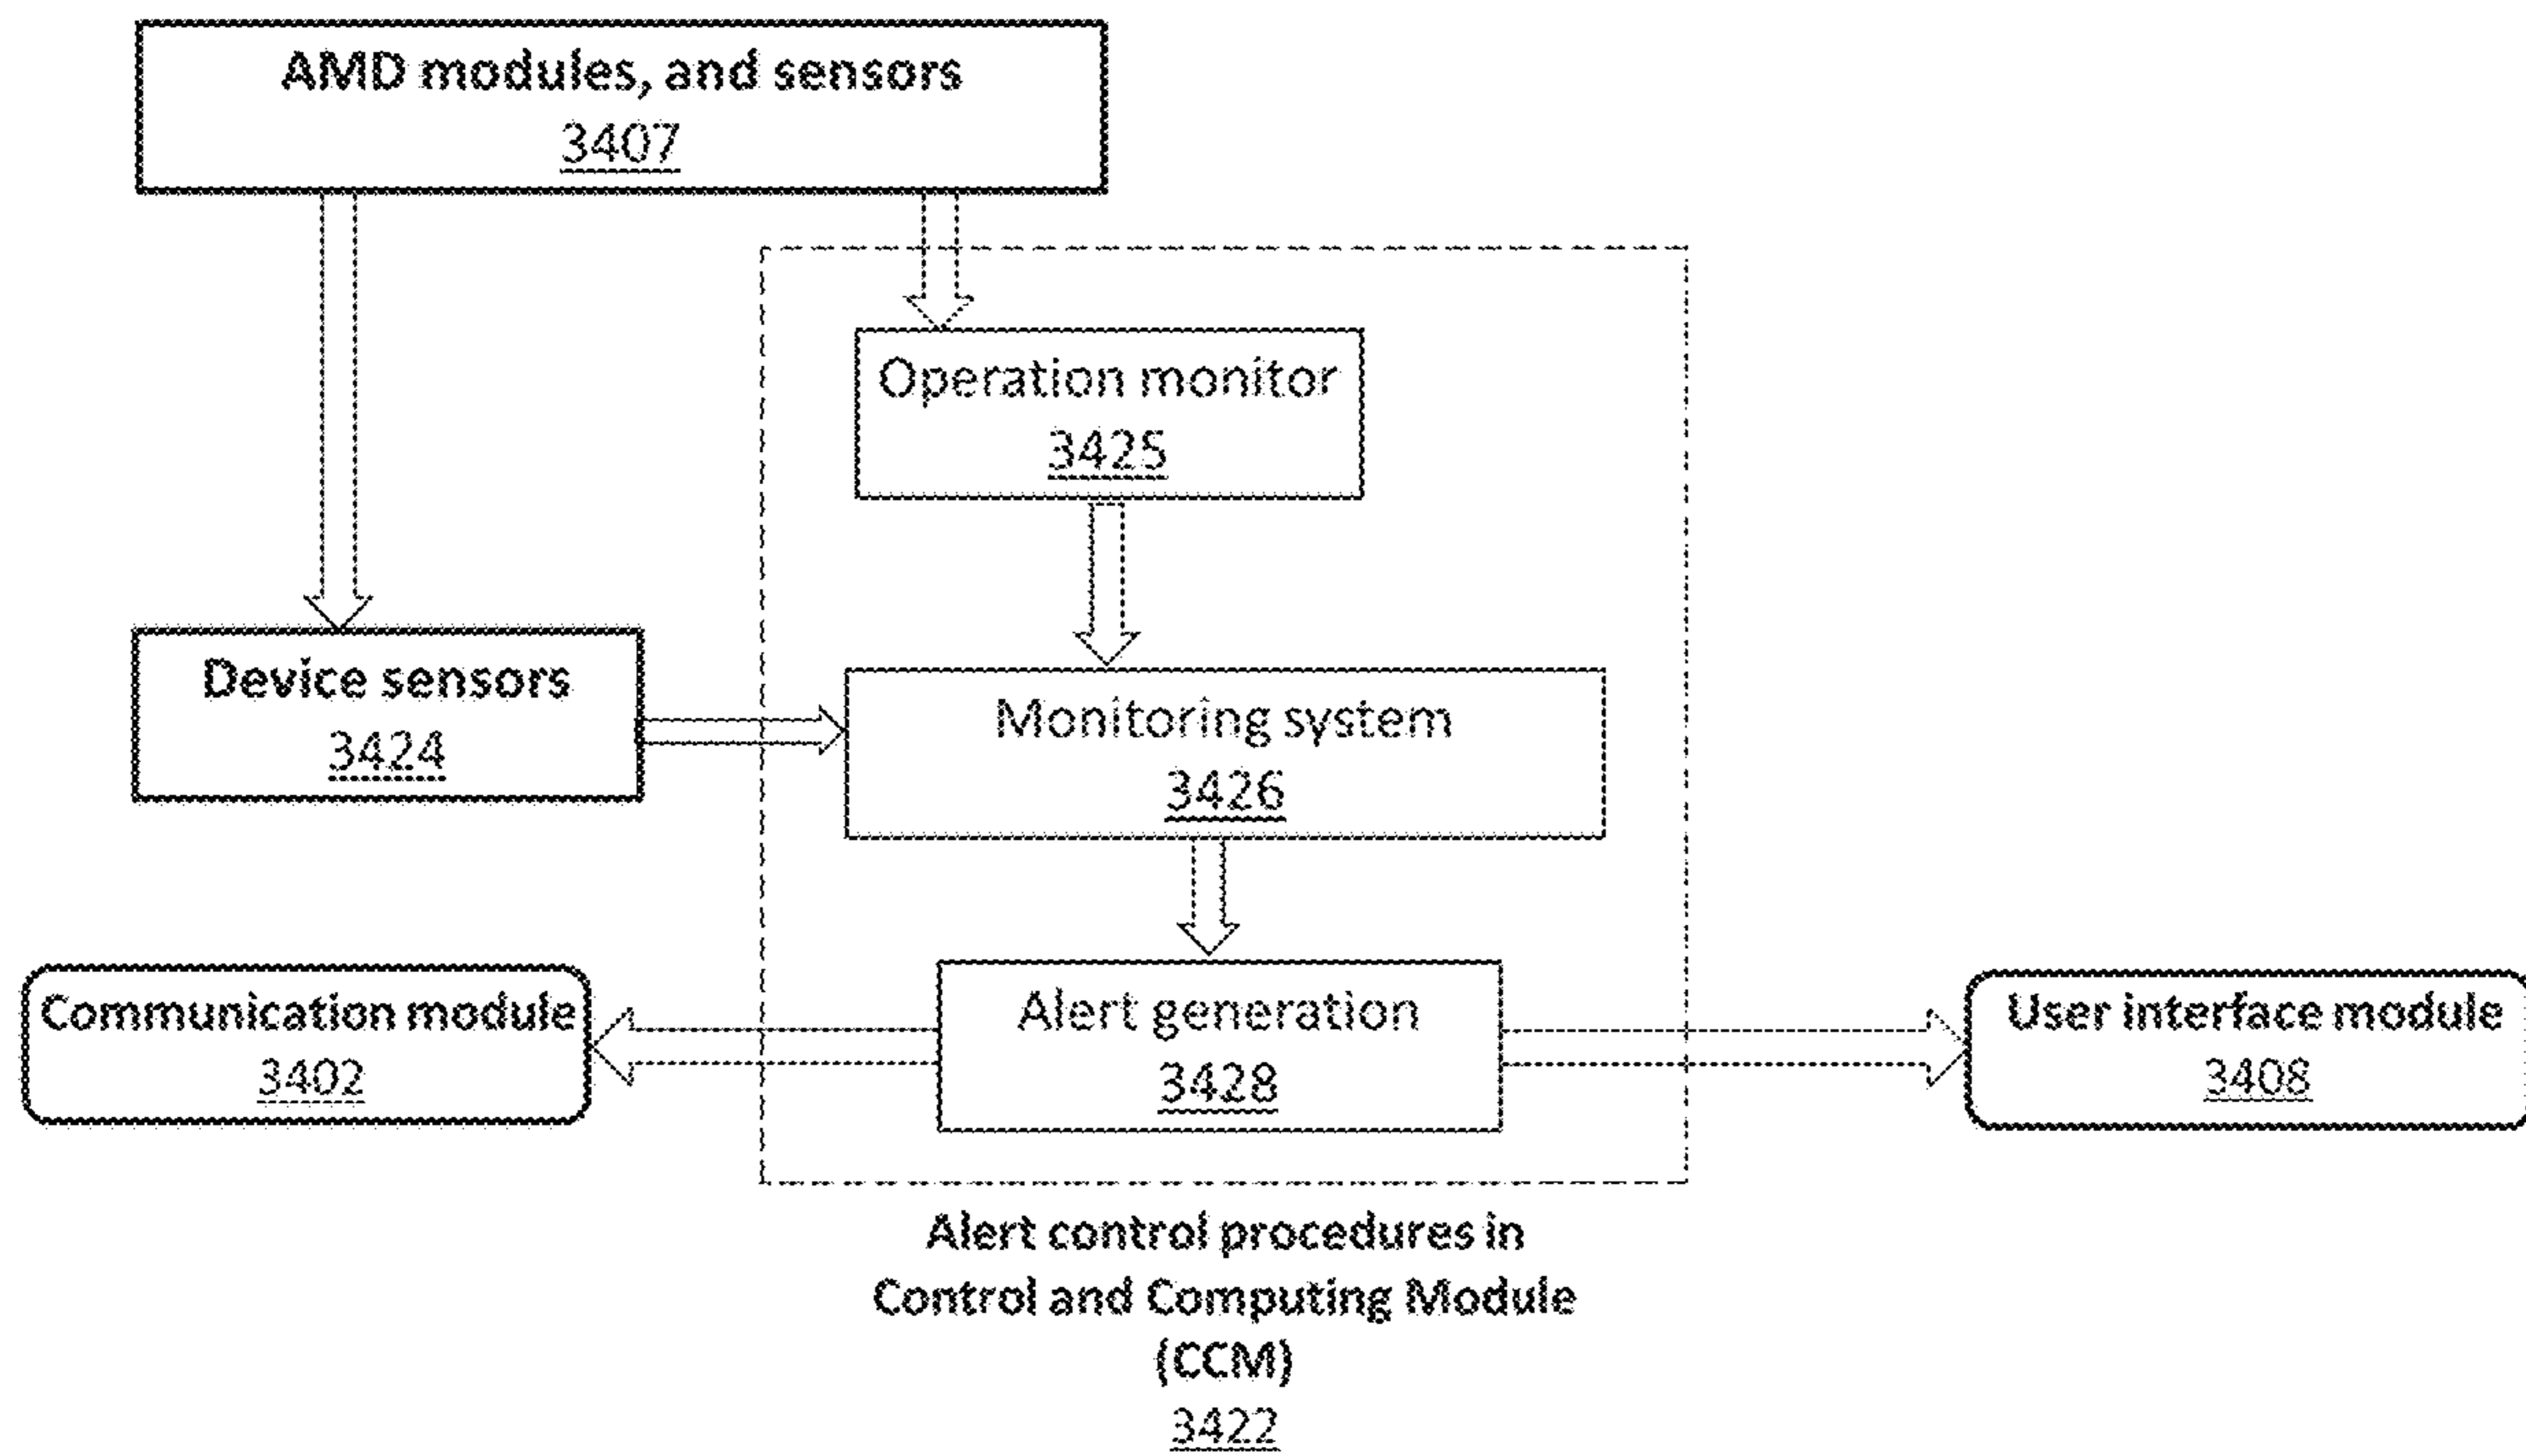 AMD modules, and sensors
3407
Operation monitor
3425
Device sensors
3424
Monitoring system
3426
Communication module
3402
Alert generation
3428
User interface module
3408
Alert control procedures in
Control and Computing Module
(CCM)
3422